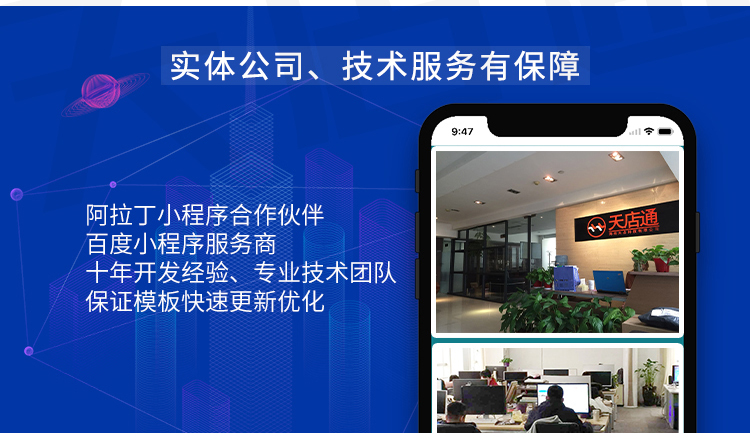 实体公司、技术服务有保障
阿拉丁小程序合作伙伴
百度小程序服务商
十年开发经验、专业技术团队
保证模板快速更新优化
9:47
天店通